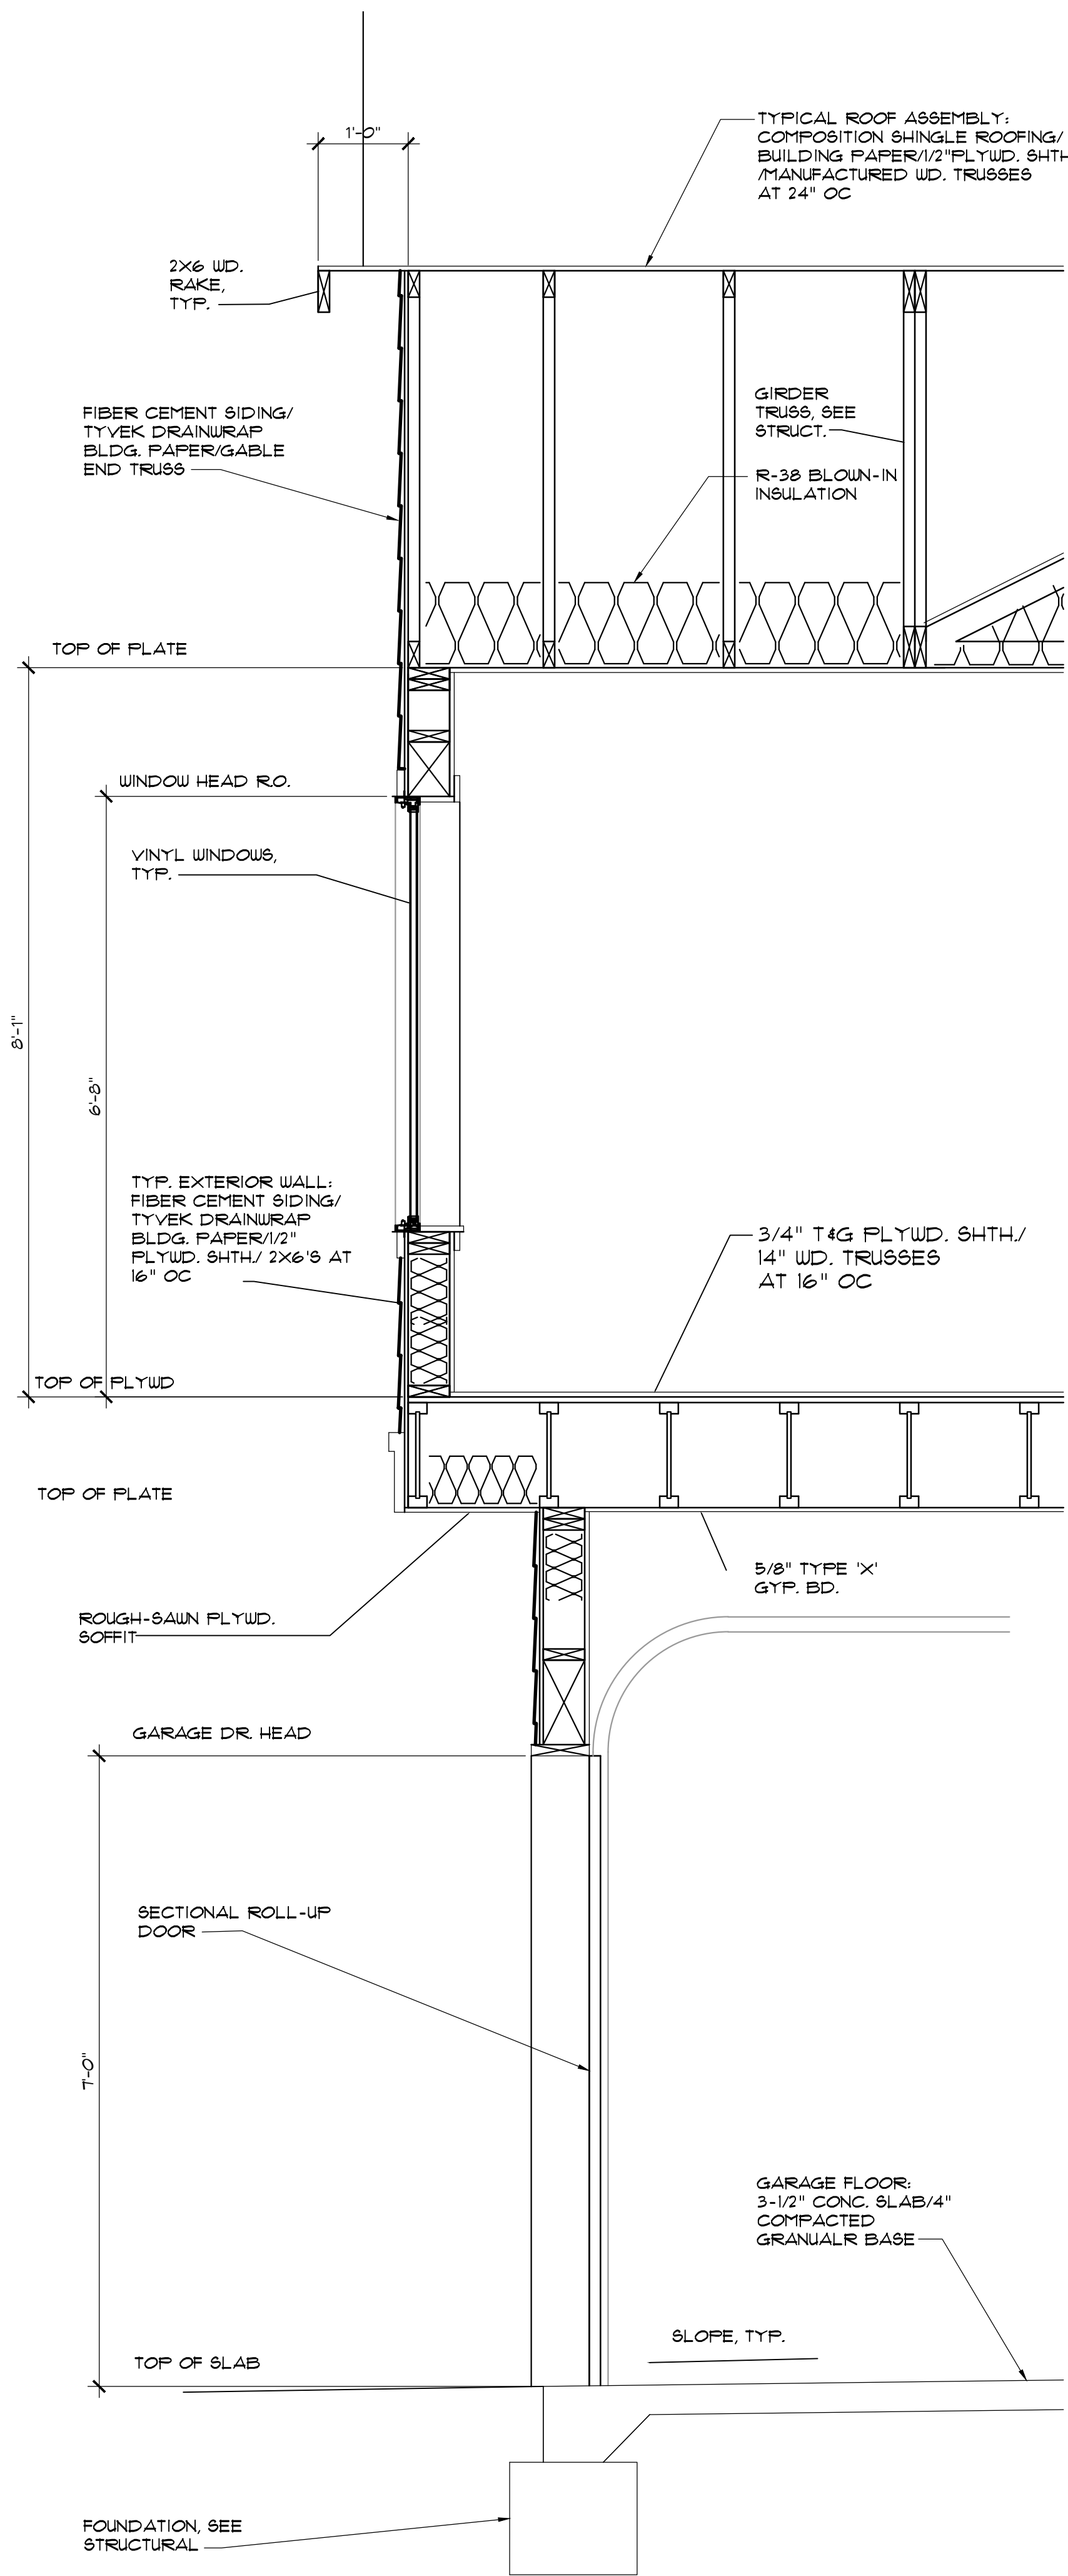 1'-0"
TYPICAL ROOF ASSEMBLY:
COMPOSITION SHINGLE ROOFING/
BUILDING PAPER/1/2"PLYWD. SHTH
/MANUFACTURED WD. TRUSSES
AT 24" OC
2X6 WD.
RAKE,
TYP.
FIBER CEMENT SIDING/
TYVEK DRAINWRAP
BLDG. PAPER/GABLE
END TRUSS
GIRDER
TRUSS, SEE
STRUCT.
R-38 BLOWN-IN
INSULATION
TOP OF PLATE
WINDOW HEAD R.O.
VINYL WINDOWS,
TYP.
8'-1"
6'-8"
TYP. EXTERIOR WALL:
FIBER CEMENT SIDING/
TYVEK DRAINWRAP
BLDG. PAPER/1/2"
PLYWD. SHTH./ 2X6'S AT
16" OC
3/4" T&G PLYWD. SHTH./
14" WD. TRUSSES
AT 16" OC
TOP OF PLYWD
TOP OF PLATE
5/8" TYPE 'X'
GYP. BD.
ROUGH-SAWN PLYWD.
SOFFIT
GARAGE DR. HEAD
SECTIONAL ROLL-UP
DOOR
7'-0"
GARAGE FLOOR:
3-1/2" CONC. SLAB/4"
COMPACTED
GRANUALR BASE
SLOPE, TYP.
TOP OF SLAB
FOUNDATION, SEE
STRUCTURAL